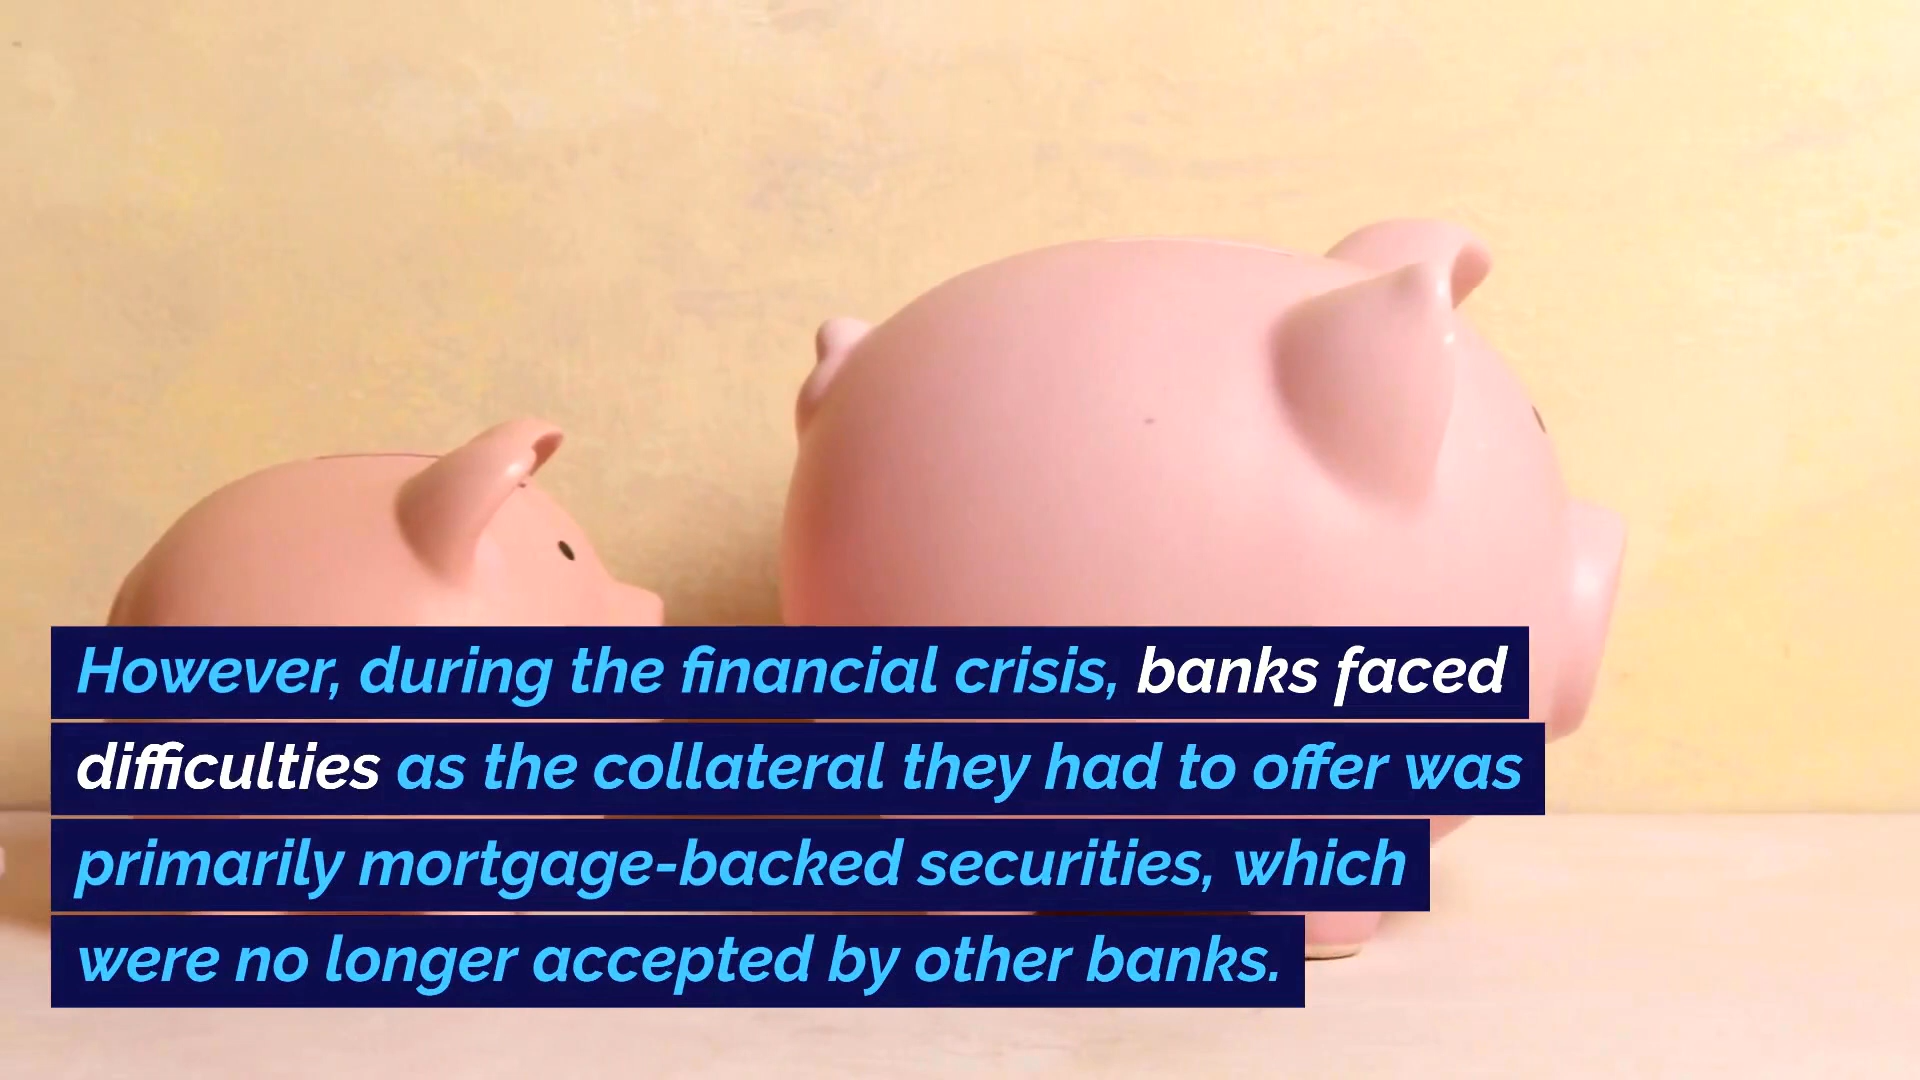 However, during the financial crisis, banks faced
difficulties as the collateral they had to offer was
primarily mortgage-backed securities, which
were no longer accepted by other banks.